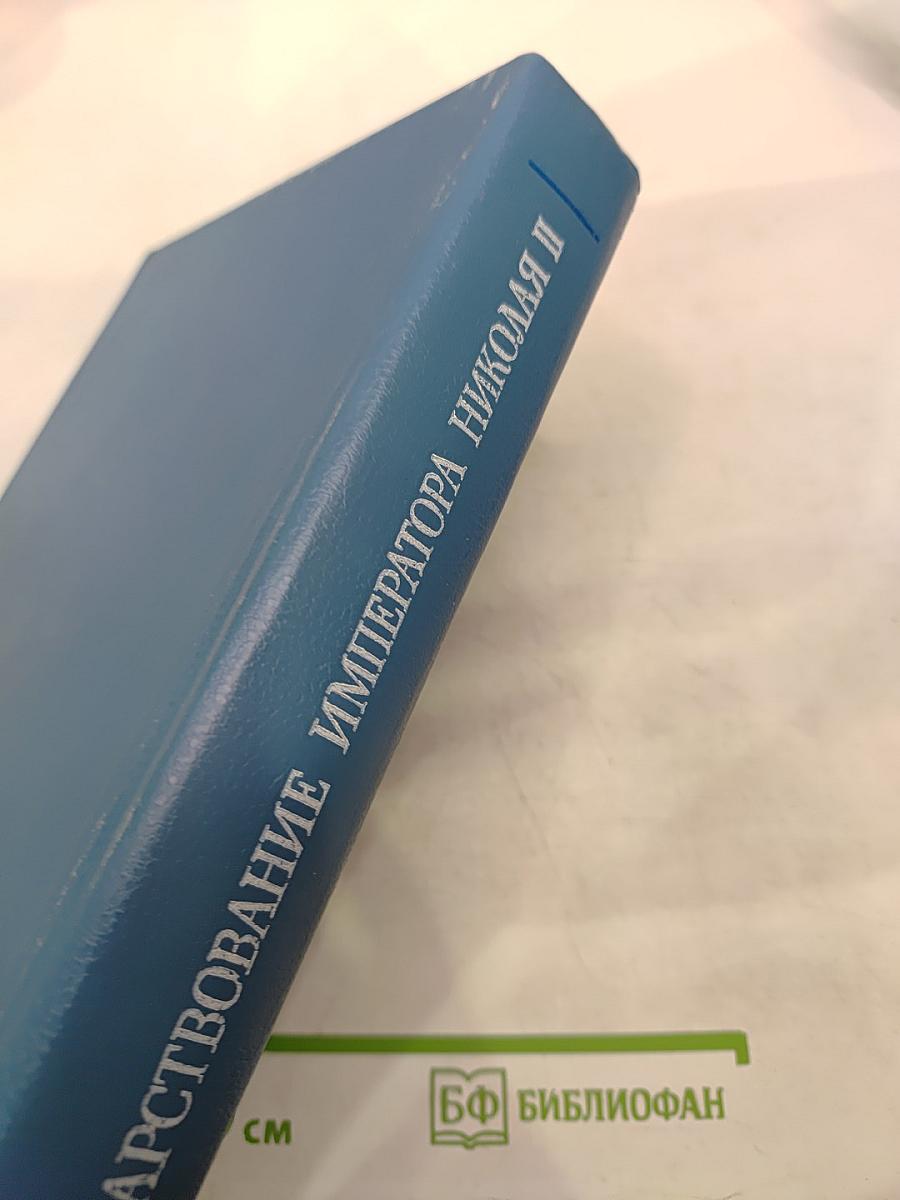 АРСТВОВАНИЕ ИМПЕРАТОРА НИКОЛАЯ II
СМ
БФ БИБЛИОФАН